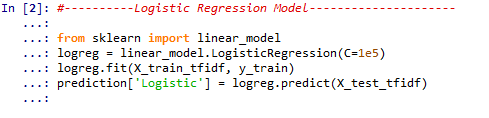 In [2]: #----------Logistic Regression Model---------------------
   ...:
   ...: from sklearn import linear_model
   ...: logreg = linear_model.LogisticRegression(C=1e5)
   ...: logreg.fit(X_train_tfidf, y_train)
   ...: prediction['Logistic'] = logreg.predict(X_test_tfidf)
   ...: